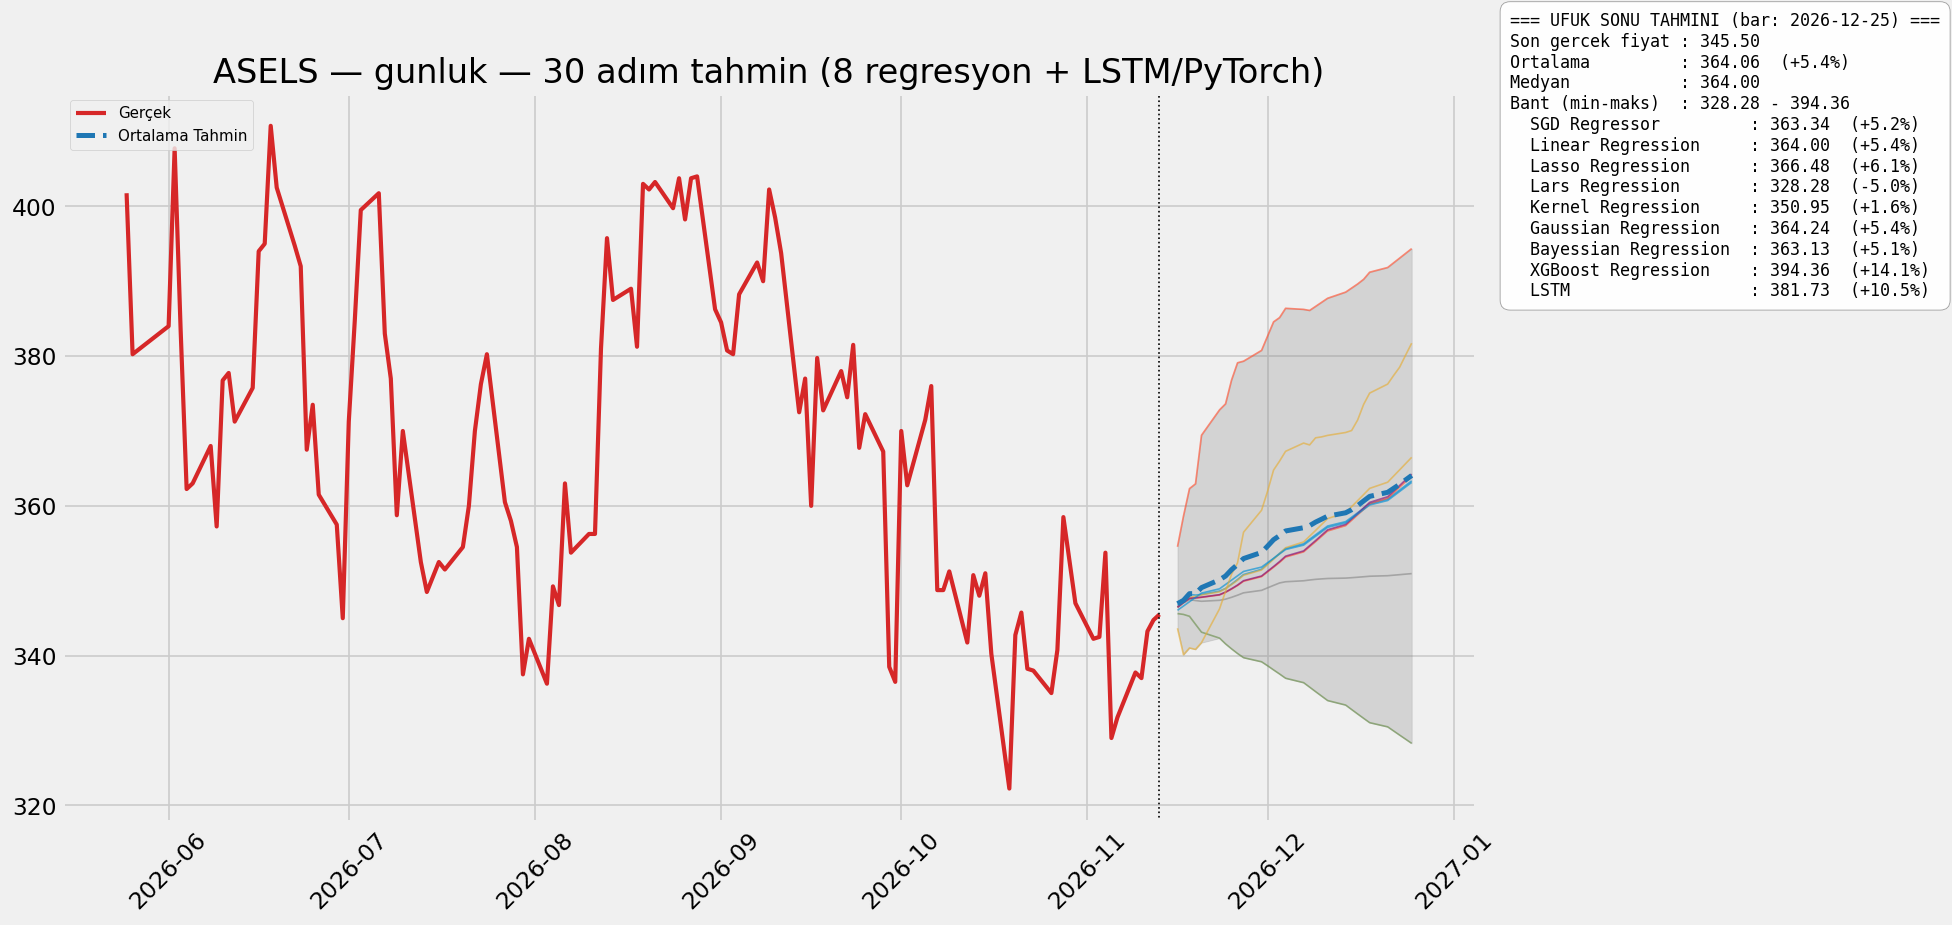 === UFUK SONU TAHMINI (bar: 2026-12-25) ===
Son gercek fiyat : 345.50
Ortalama : 364.06 (+5.4%)
Medyan : 364.00
Bant (min-maks) : 328.28 - 394.36
SGD Regressor : 363.34 (+5.2%)
Linear Regression : 364.00 (+5.4%)
Lasso Regression : 366.48 (+6.1%)
Lars Regression : 328.28 (-5.0%)
Kernel Regression : 350.95 (+1.6%)
Gaussian Regression : 364.24 (+5.4%)
Bayessian Regression : 363.13 (+5.1%)
XGBoost Regression : 394.36 (+14.1%)
LSTM : 381.73 (+10.5%)
ASELS — gunluk — 30 adım tahmin (8 regresyon + LSTM/PyTorch)
Gerçek
Ortalama Tahmin
400
380
360
340
320
2026-06
2026-07
2026-08
2026-09
2026-10
2026-11
2026-12
2027-01